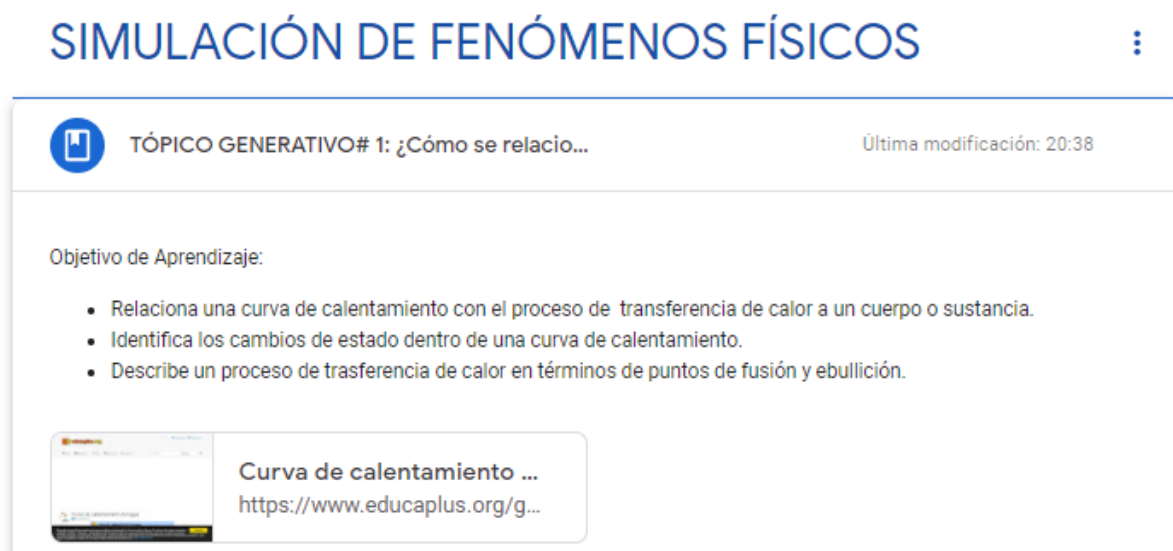 SIMULACIÓN DE FENÓMENOS FÍSICOS
TÓPICO GENERATIVO# 1: ¿Cómo se relacio...
Última modificación: 20:38
Objetivo de Aprendizaje:
• Relaciona una curva de calentamiento con el proceso de transferencia de calor a un cuerpo o sustancia.
• Identifica los cambios de estado dentro de una curva de calentamiento.
• Describe un proceso de trasferencia de calor en términos de puntos de fusión y ebullición.
Curva de calentamiento ...
https://www.educaplus.org/g...